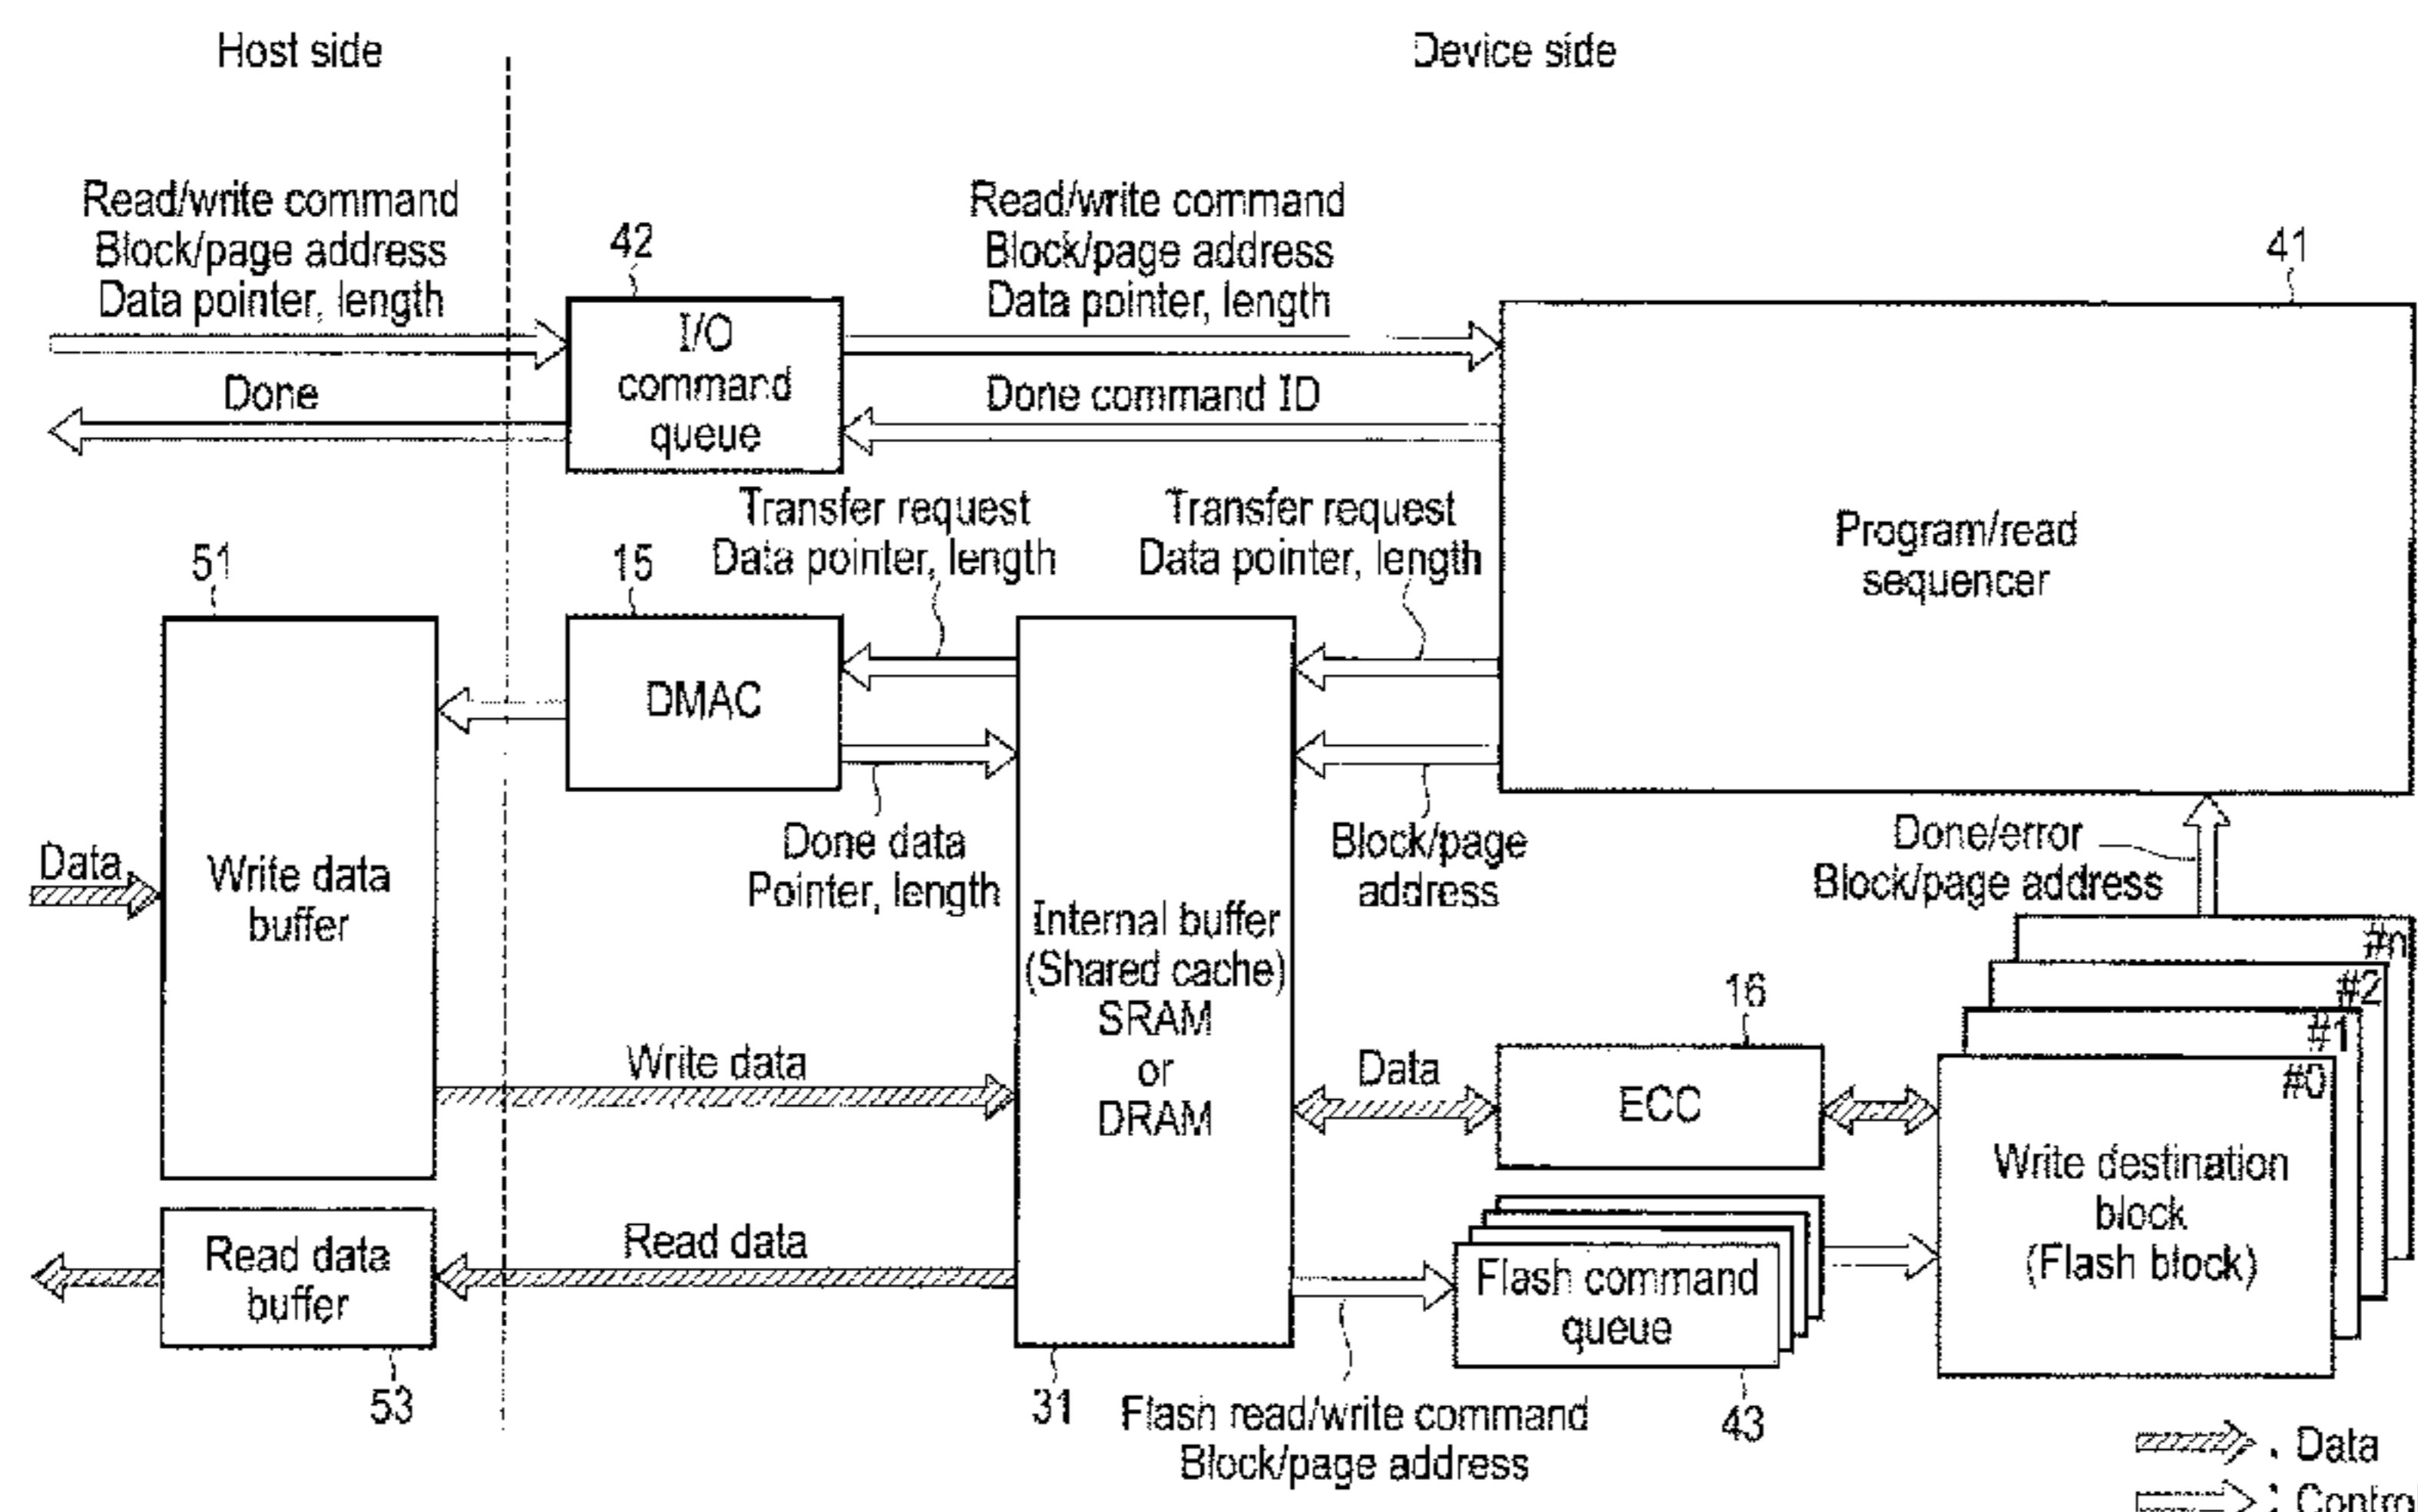 Host side
Device side
Read/write command
Block/page address
Data pointer, length
42
Read/write command
Block/page address
Data pointer, length
41
I/O
command
queue
Done
Done command ID
Program/read
sequencer
Transfer request
Data pointer, length
Transfer request
Data pointer, length
51
15
DMAC
Data
Write data
buffer
Done data
Pointer, length
Block/page
address
Done/error
Block/page address
Internal buffer
(Shared cache)
SRAM
or
DRAM
#n
#2
#1
#0
16
Write data
Data
ECC
Write destination
block
(Flash block)
Read data
buffer
Read data
Flash command
queue
53
31
Flash read/write command
Block/page address
43
: Data
: Control